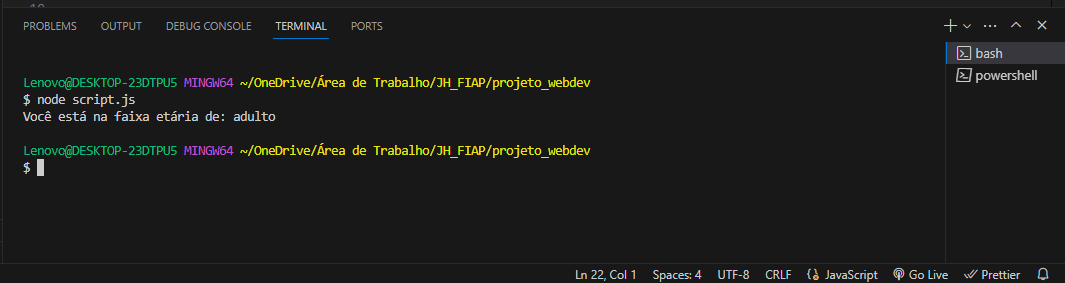 PROBLEMS OUTPUT DEBUG CONSOLE TERMINAL PORTS
bash
powershell
Lenovo@DESKTOP-23DTPU5 MINGW64 ~/OneDrive/Área de Trabalho/JH_FIAP/projeto_webdev
$ node script.js
Você está na faixa etária de: adulto
Lenovo@DESKTOP-23DTPU5 MINGW64 ~/OneDrive/Área de Trabalho/JH_FIAP/projeto_webdev
$
Ln 22, Col 1 Spaces: 4 UTF-8 CRLF JavaScript Go Live Prettier